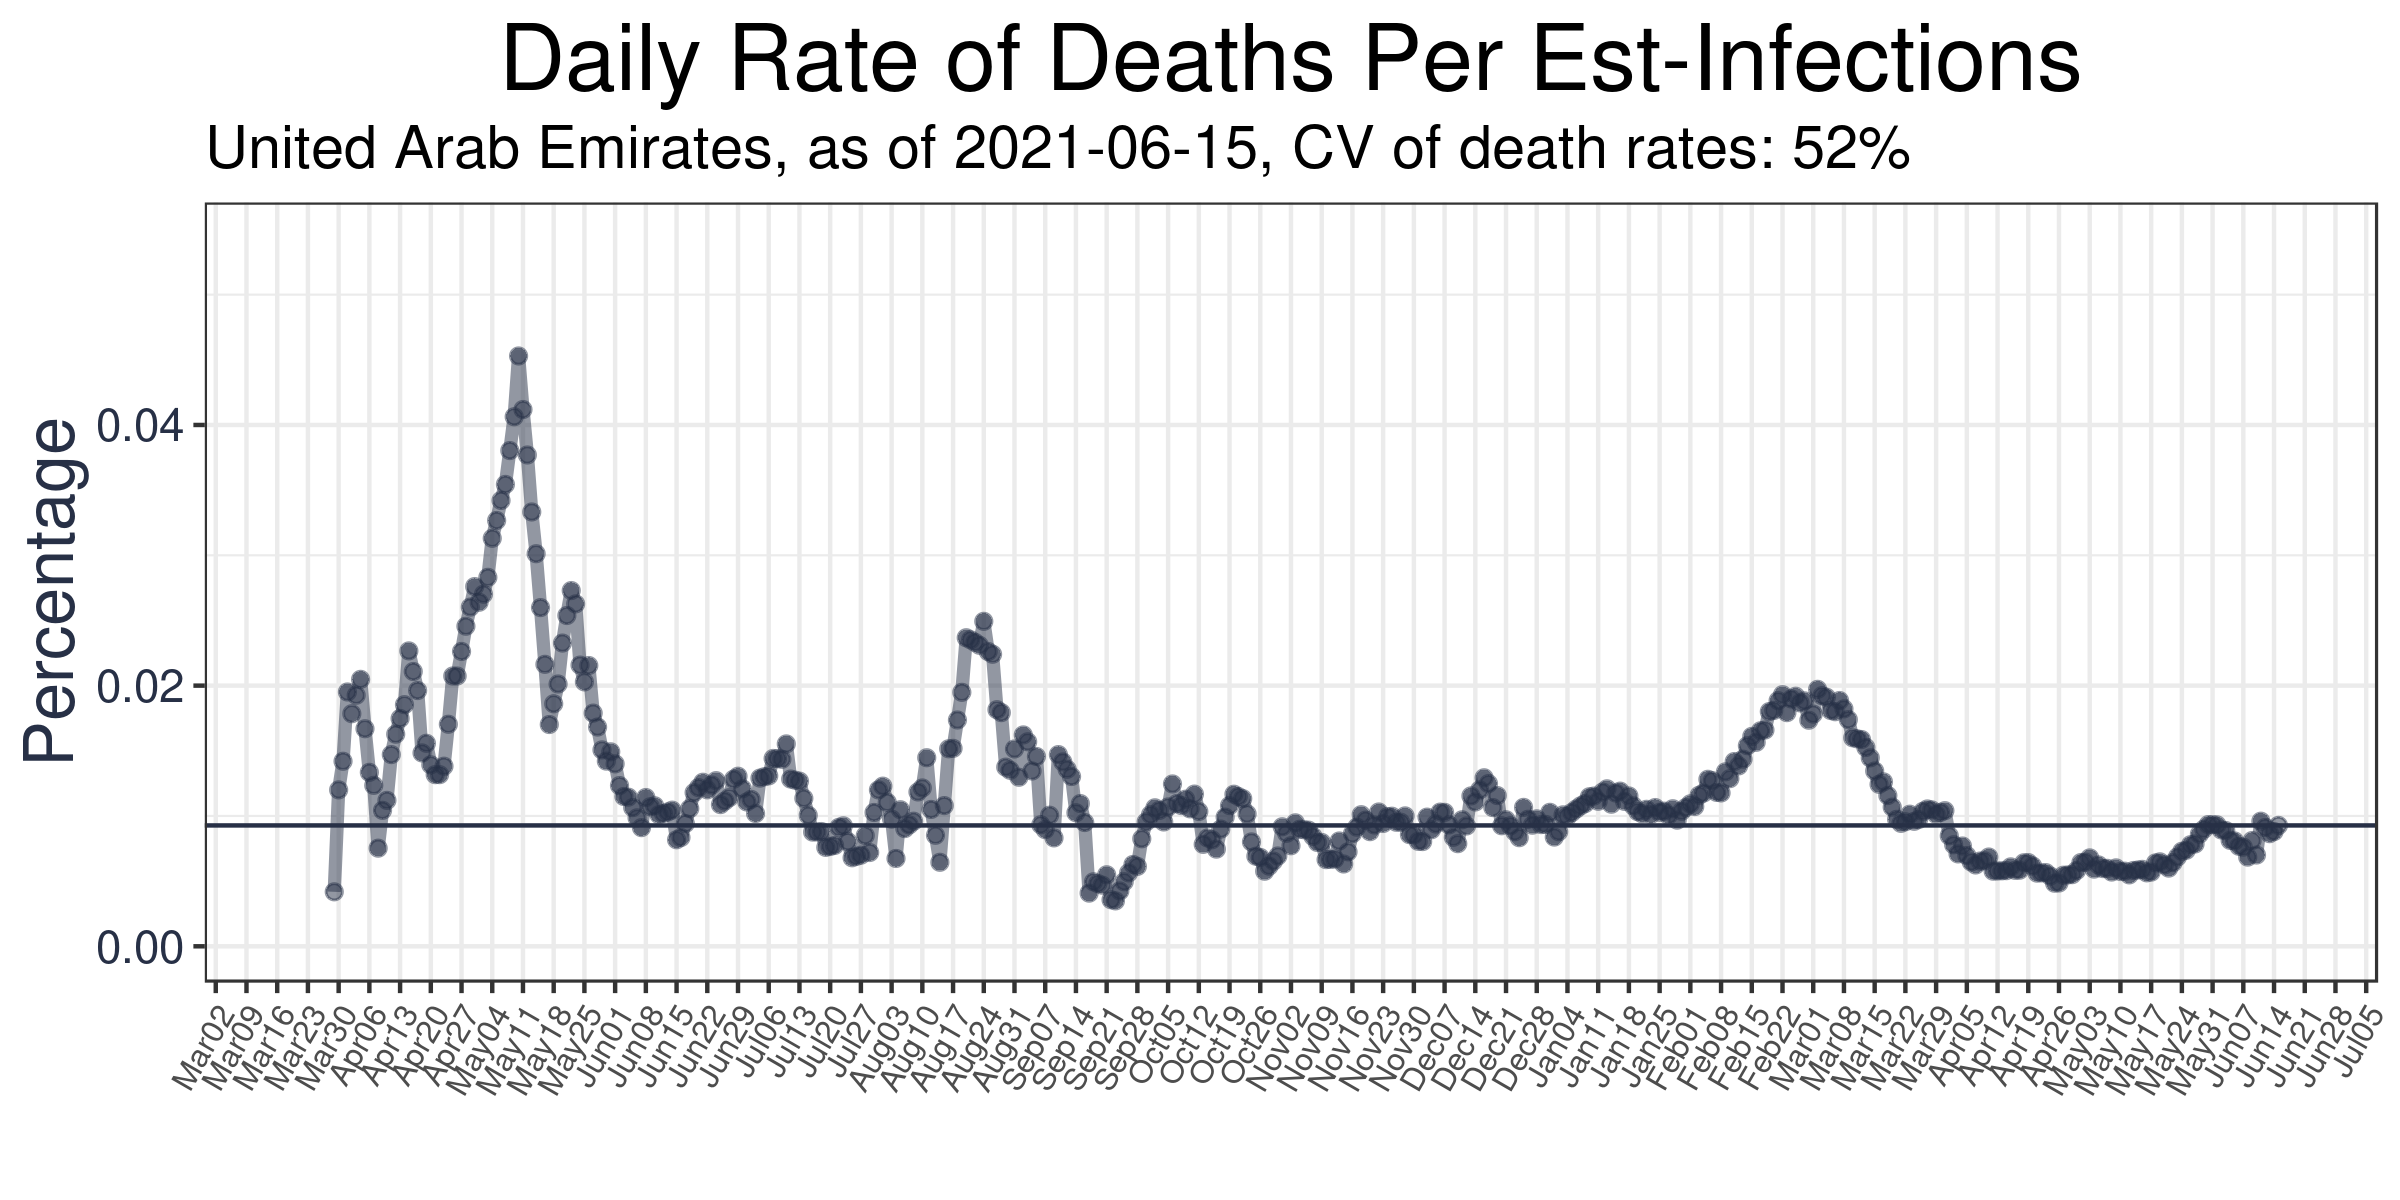 Daily Rate of Deaths Per Est-Infections
United Arab Emirates, as of 2021-06-15, CV of death rates: 52%
Percentage
0.04
0.02
0.00
Mar02
Mar09
Mar16
Mar23
Mar30
Apr06
Apr13
Apr20
Apr27
May04
May11
May18
May25
Jun01
Jun08
Jun15
Jun22
Jun29
Jul06
Jul13
Jul20
Jul27
Aug03
Aug10
Aug17
Aug24
Aug31
Sep07
Sep14
Sep21
Sep28
Oct05
Oct12
Oct19
Oct26
Nov02
Nov09
Nov16
Nov23
Nov30
Dec07
Dec14
Dec21
Dec28
Jan04
Jan11
Jan18
Jan25
Feb01
Feb08
Feb15
Feb22
Mar01
Mar08
Mar15
Mar22
Mar29
Apr05
Apr12
Apr19
Apr26
May03
May10
May17
May24
May31
Jun07
Jun14
Jun21
Jun28
Jul05